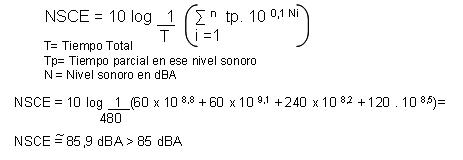 NSCE = 10 log 1/T (∑ n i =1 tp. 10 0,1 Ni)
T= Tiempo Total
Tp= Tiempo parcial en ese nivel sonoro
N = Nivel sonoro en dBA
NSCE = 10 log 1/480 (60 x 10 8,8 + 60 x 10 9,1 + 240 x 10 8,2 + 120 . 10 8,5)=
NSCE ≅ 85,9 dBA > 85 dBA